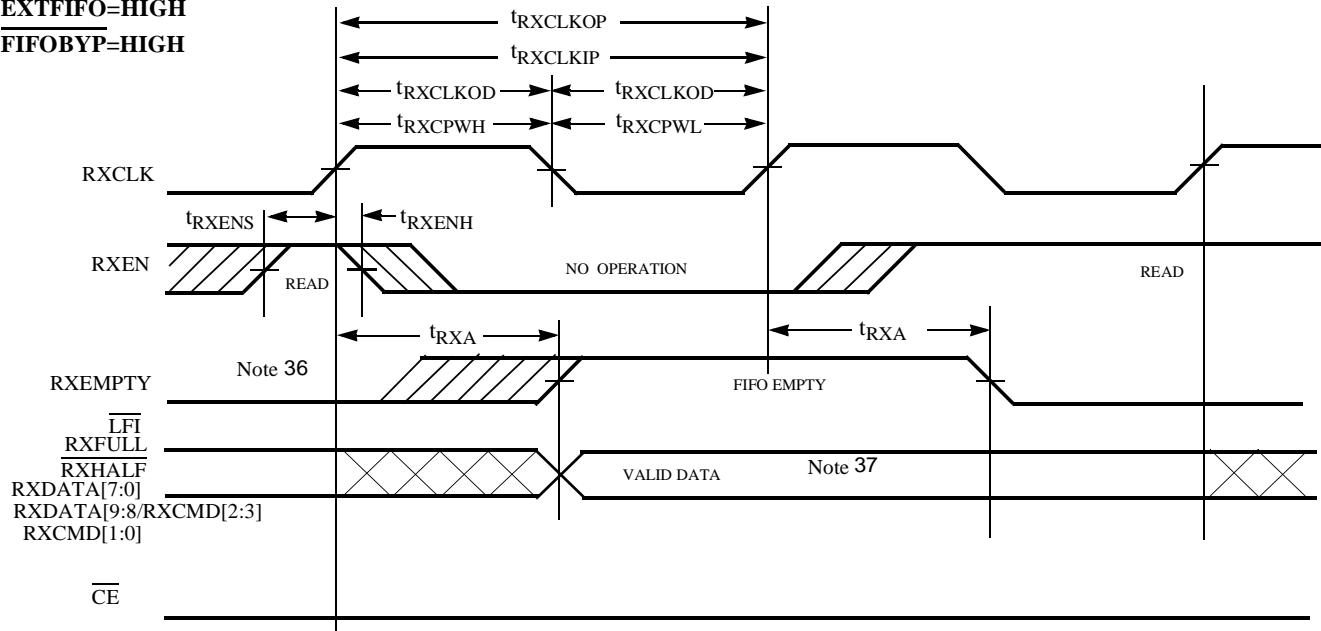 EXTFIFO=HIGH
FIFOBYP=HIGH
tRXCLKOP
tRXCLKIP
tRXCLKOD
tRXCLKOD
tRXCPWH
tRXCPWL
RXCLK
tRXENS
tRXENH
RXEN
READ
NO OPERATION
READ
tRXA
tRXA
Note 36
RXEMPTY
FIFO EMPTY
LFI
RXFULL
RXHALF
RXDATA[7:0]
RXDATA[9:8/RXCMD[2:3]
RXCMD[1:0]
VALID DATA
Note 37
CE